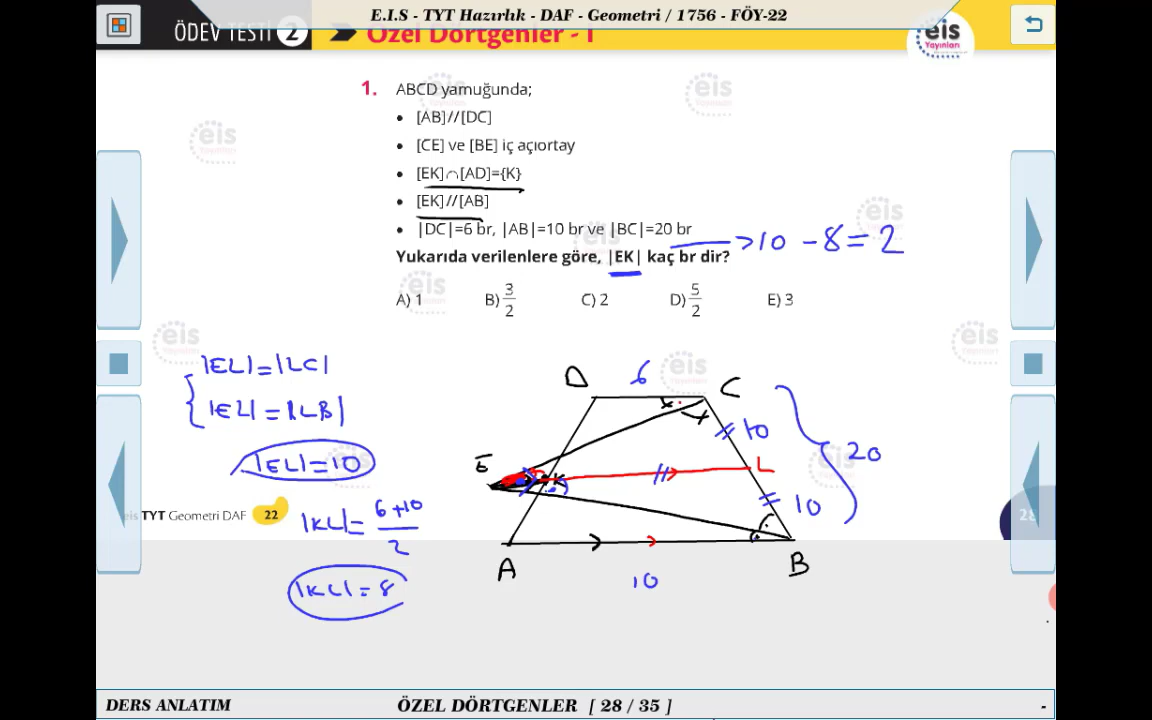 E.I.S - TYT Hazırlık - DAF - Geometri / 1756 - FÖY-22
ÖDEV TESTİ 2
Özel Dörtgenler - I
eis
Yayınları
1. ABCD yamuğunda;
• [AB]//[DC]
• [CE] ve [BE] iç açıortay
• [EK]∩[AD]={K}
• [EK]//[AB]
• |DC|=6 br, |AB|=10 br ve |BC|=20 br
Yukarıda verilenlere göre, |EK| kaç br dir?
10 - 8 = 2
A) 1 B) 3/2 C) 2 D) 5/2 E) 3
|EL|=|LC|
|EL|=|LB|
|EL|=10
|KL|= 6+10
2
|KL|=8
D 6 C
x x
10
E K L
20
10
A B
10
eis TYT Geometri DAF 22
28
DERS ANLATIM
ÖZEL DÖRTGENLER [ 28 / 35 ]
-